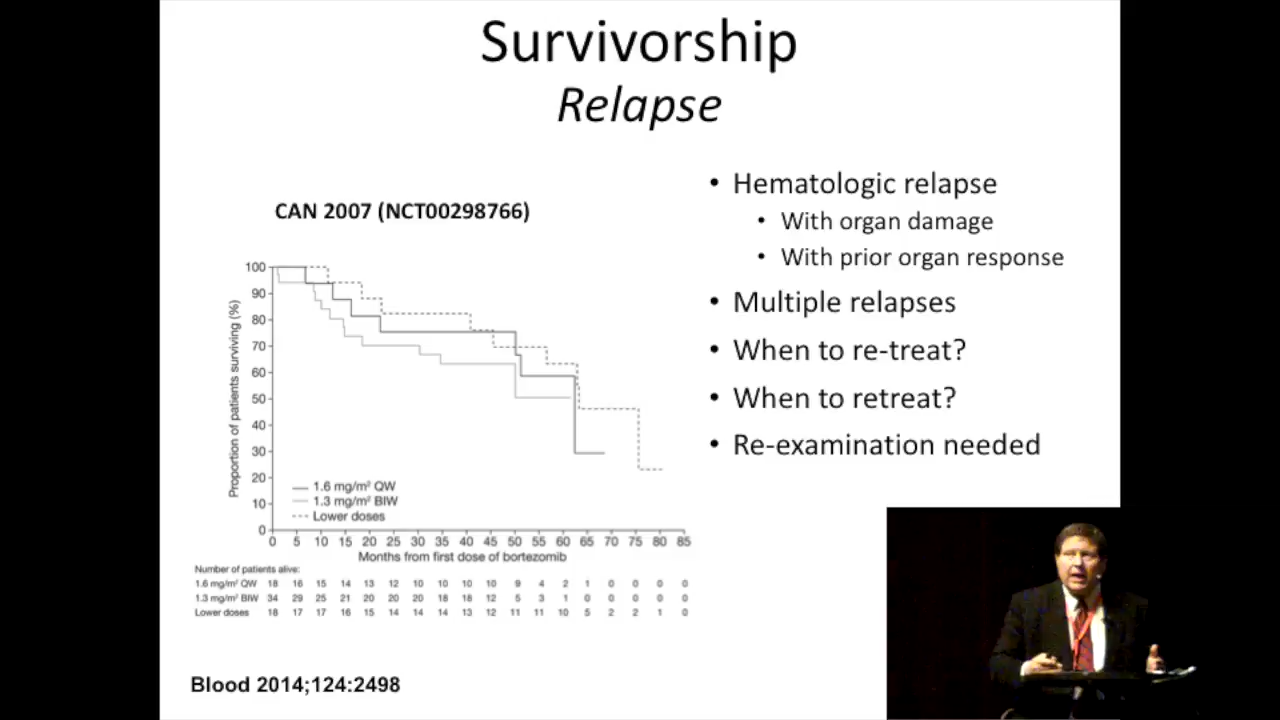 Survivorship
Relapse
CAN 2007 (NCT00298766)
Proportion of patients surviving (%)
100
90
80
70
60
50
40
30
20
10
0
1.6 mg/m² QW
1.3 mg/m² BIW
Lower doses
0 5 10 15 20 25 30 35 40 45 50 55 60 65 70 75 80 85
Months from first dose of bortezomib
Number of patients alive:
1.6 mg/m² QW 18 16 15 14 13 12 10 10 10 10 9 4 2 1 0 0 0 0
1.3 mg/m² BIW 34 29 25 21 20 20 20 18 18 12 5 3 1 0 0 0 0 0
Lower doses 18 17 17 16 15 14 14 14 13 12 11 11 10 5 2 2 1 0
• Hematologic relapse
• With organ damage
• With prior organ response
• Multiple relapses
• When to re-treat?
• When to retreat?
• Re-examination needed
Blood 2014;124:2498